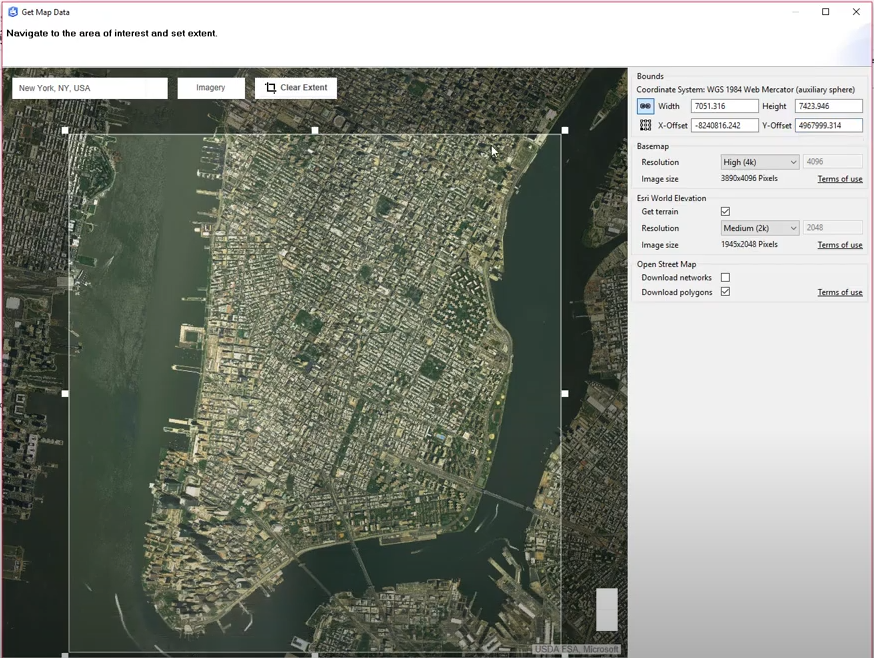 Get Map Data
Navigate to the area of interest and set extent.
New York, NY, USA
Imagery
Clear Extent
Bounds
Coordinate System: WGS 1984 Web Mercator (auxiliary sphere)
Width 7051.316 Height 7423.946
X-Offset -8240816.242 Y-Offset 4967999.314
Basemap
Resolution High (4k) 4096
Image size 3890x4096 Pixels Terms of use
Esri World Elevation
Get terrain
Resolution Medium (2k) 2048
Image size 1945x2048 Pixels Terms of use
Open Street Map
Download networks
Download polygons Terms of use
USDA FSA, Microsoft